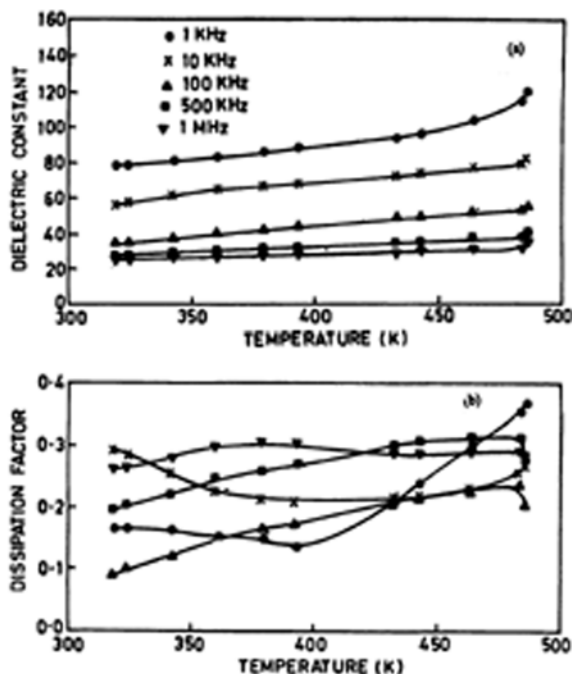 160
140
120
100
80
60
40
20
0
DIELECTRIC CONSTANT
1 KHz
10 KHz
100 KHz
500 KHz
1 MHz
(a)
300 350 400 450 500
TEMPERATURE (K)
0·4
0·3
0·2
0·1
0·0
DISSIPATION FACTOR
(b)
300 350 400 450 500
TEMPERATURE (K)